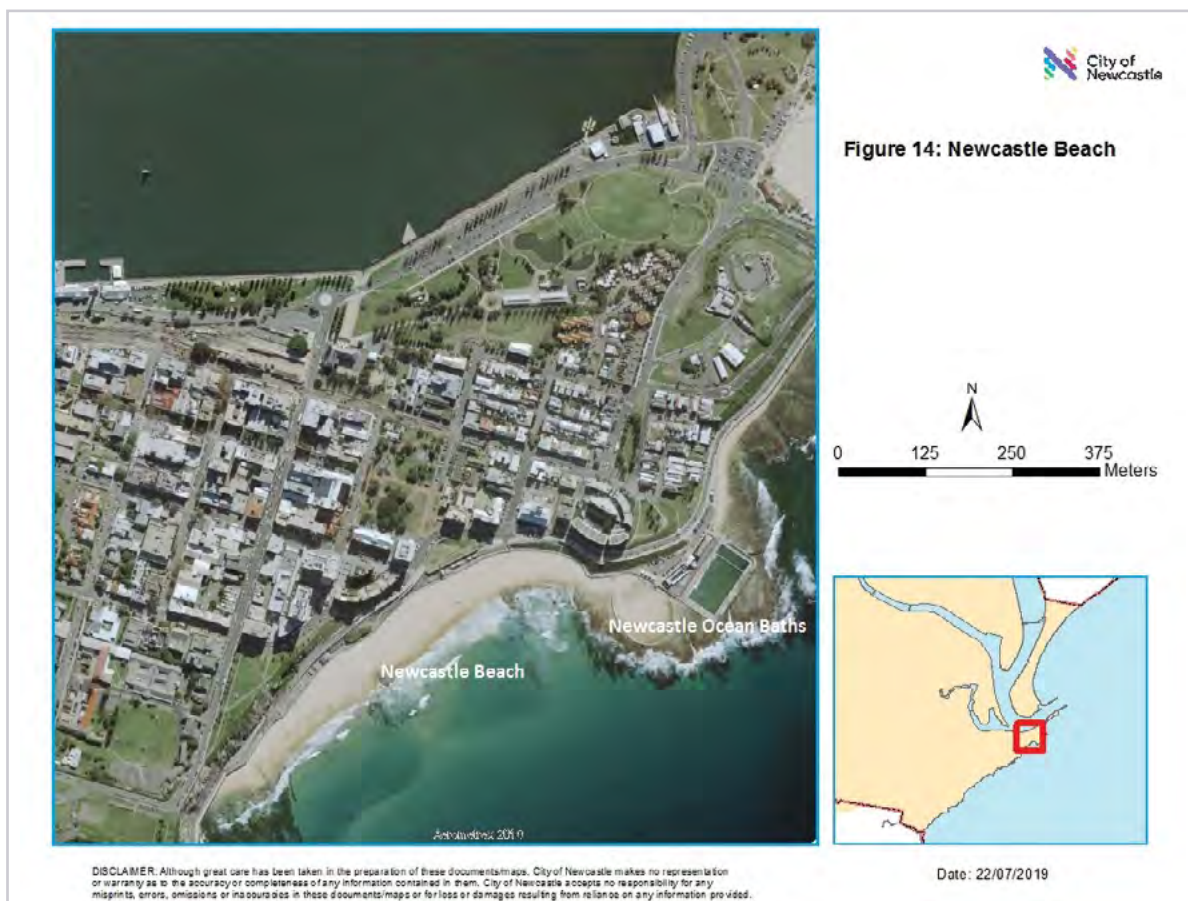 City of
Newcastle
Figure 14: Newcastle Beach
N
0 125 250 375
Meters
Newcastle Ocean Baths
Newcastle Beach
Aerometrex 2010
DISCLAIMER: Although great care has been taken in the preparation of these documents/maps, City of Newcastle makes no representation
or warranty as to the accuracy or completeness of any information contained in them, City of Newcastle accepts no responsibility for any
misprints, errors, omissions or inaccuracies in these documents/maps or for loss or damages resulting from reliance on any information provided.
Date: 22/07/2019